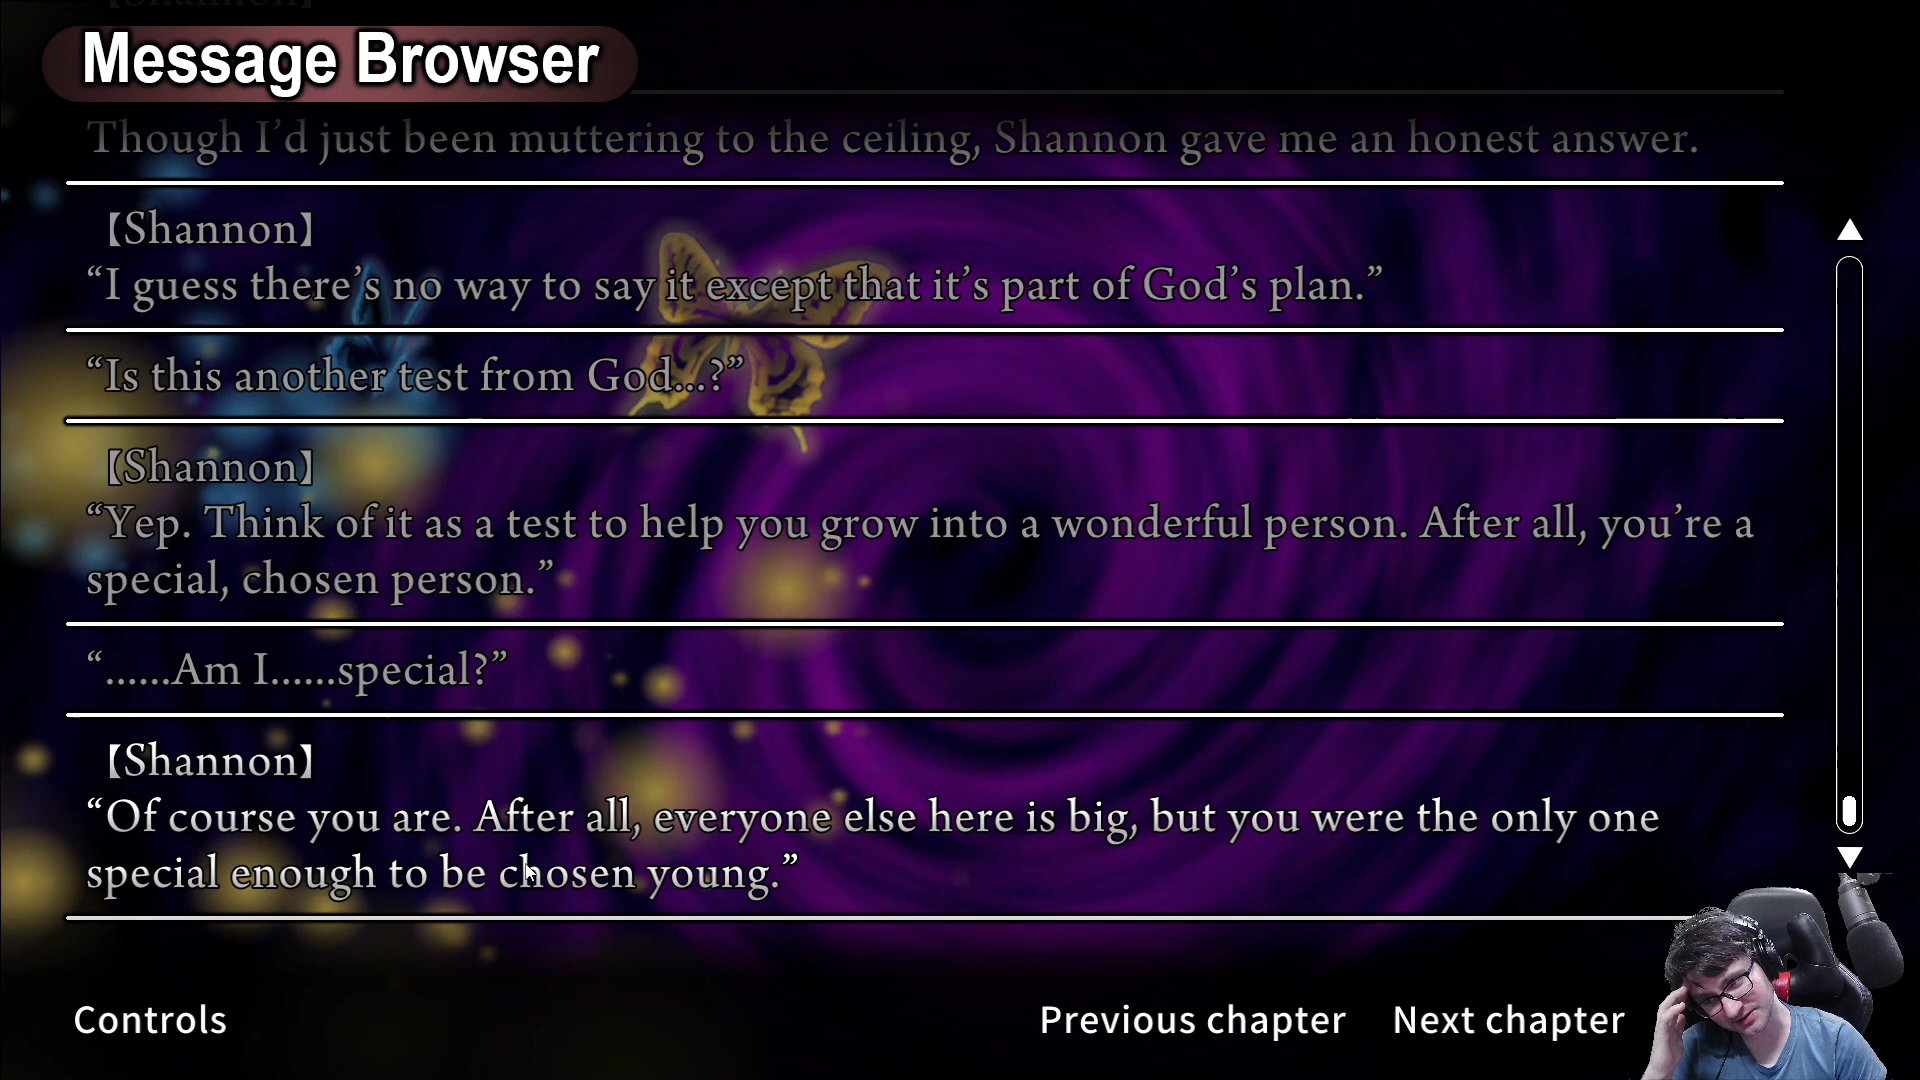 Message Browser
Though I’d just been muttering to the ceiling, Shannon gave me an honest answer.
【Shannon】
“I guess there’s no way to say it except that it’s part of God’s plan.”
“Is this another test from God...?”
【Shannon】
“Yep. Think of it as a test to help you grow into a wonderful person. After all, you’re a
special, chosen person.”
“......Am I......special?”
【Shannon】
“Of course you are. After all, everyone else here is big, but you were the only one
special enough to be chosen young.”
Controls
Previous chapter
Next chapter